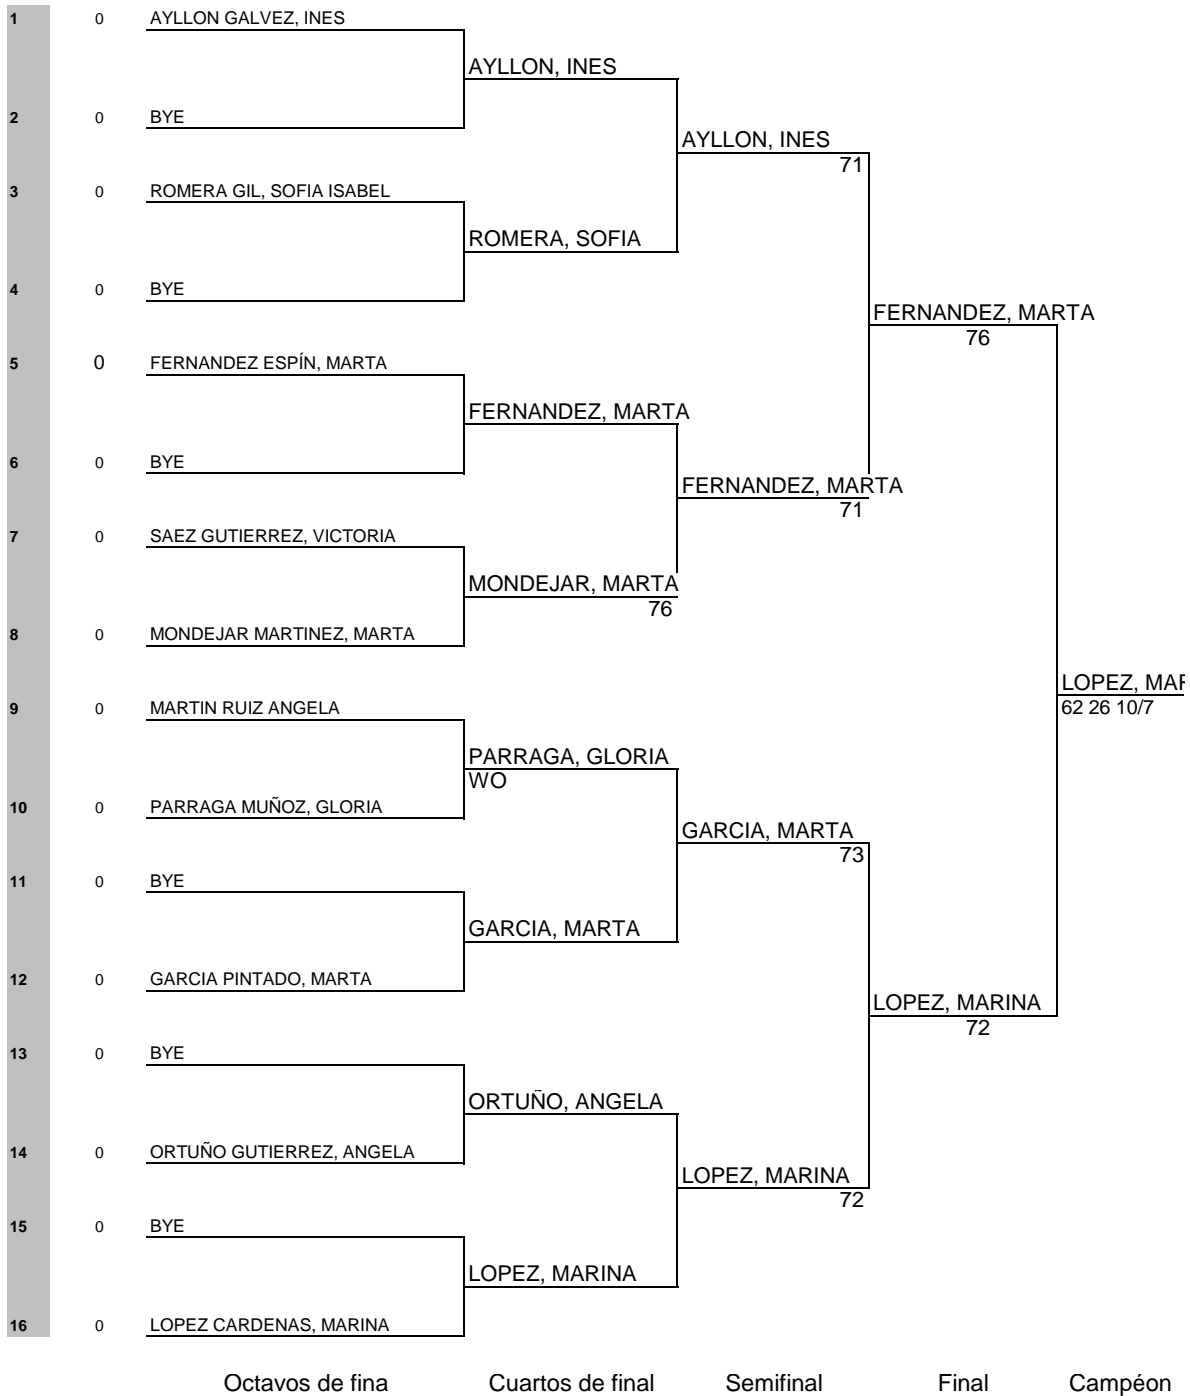 1 0 AYLLON GALVEZ, INES
AYLLON, INES
2 0 BYE
AYLLON, INES
71
3 0 ROMERA GIL, SOFIA ISABEL
ROMERA, SOFIA
4 0 BYE
FERNANDEZ, MARTA
76
5 0 FERNANDEZ ESPÍN, MARTA
FERNANDEZ, MARTA
6 0 BYE
FERNANDEZ, MARTA
71
7 0 SAEZ GUTIERREZ, VICTORIA
MONDEJAR, MARTA
76
8 0 MONDEJAR MARTINEZ, MARTA
LOPEZ, MAR
62 26 10/7
9 0 MARTIN RUIZ ANGELA
PARRAGA, GLORIA
WO
10 0 PARRAGA MUÑOZ, GLORIA
GARCIA, MARTA
73
11 0 BYE
GARCIA, MARTA
12 0 GARCIA PINTADO, MARTA
LOPEZ, MARINA
72
13 0 BYE
ORTUÑO, ANGELA
14 0 ORTUÑO GUTIERREZ, ANGELA
LOPEZ, MARINA
72
15 0 BYE
LOPEZ, MARINA
16 0 LOPEZ CARDENAS, MARINA
Octavos de fina Cuartos de final Semifinal Final Campéon